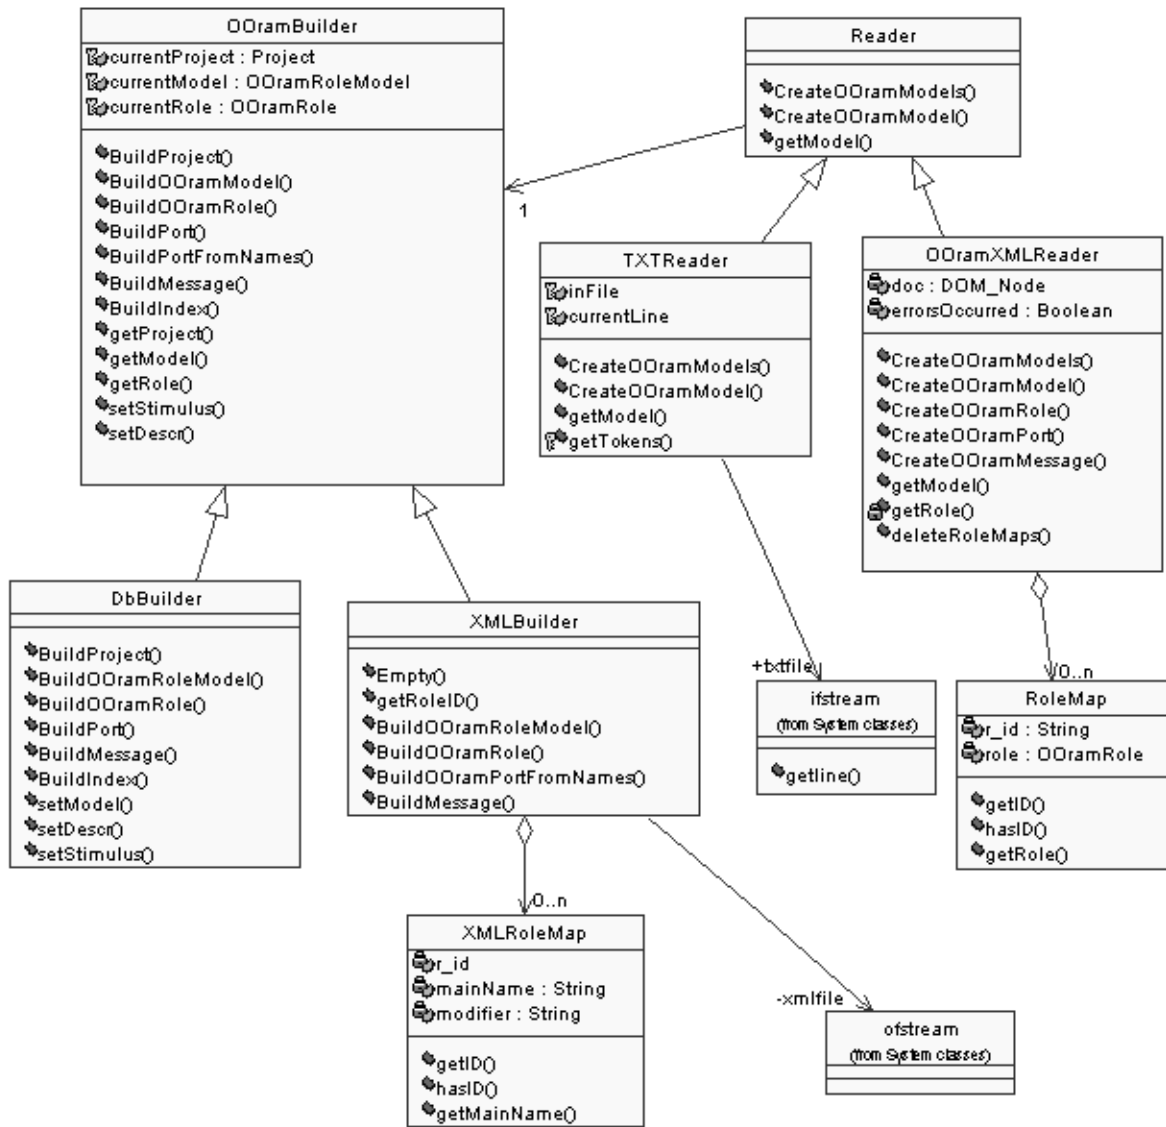 OOramBuilder
currentProject : Project
currentModel : OOramRoleModel
currentRole : OOramRole
BuildProject()
BuildOOramModel()
BuildOOramRole()
BuildPort()
BuildPortFromNames()
BuildMessage()
BuildIndex()
getProject()
getModel()
getRole()
setStimulus()
setDescr()
Reader
CreateOOramModels()
CreateOOramModel()
getModel()
1
TXTReader
inFile
currentLine
CreateOOramModels()
CreateOOramModel()
getModel()
getTokens()
OOramXMLReader
doc : DOM_Node
errorsOccurred : Boolean
CreateOOramModels()
CreateOOramModel()
CreateOOramRole()
CreateOOramPort()
CreateOOramMessage()
getModel()
getRole()
deleteRoleMaps()
DbBuilder
BuildProject()
BuildOOramRoleModel()
BuildOOramRole()
BuildPort()
BuildMessage()
BuildIndex()
setModel()
setDescr()
setStimulus()
XMLBuilder
Empty()
getRoleID()
BuildOOramRoleModel()
BuildOOramRole()
BuildOOramPortFromNames()
BuildMessage()
+txtfile
ifstream
(from System classes)
getline()
0..n
RoleMap
r_id : String
role : OOramRole
getID()
hasID()
getRole()
0..n
XMLRoleMap
r_id
mainName : String
modifier : String
getID()
hasID()
getMainName()
-xmlfile
ofstream
(from System classes)